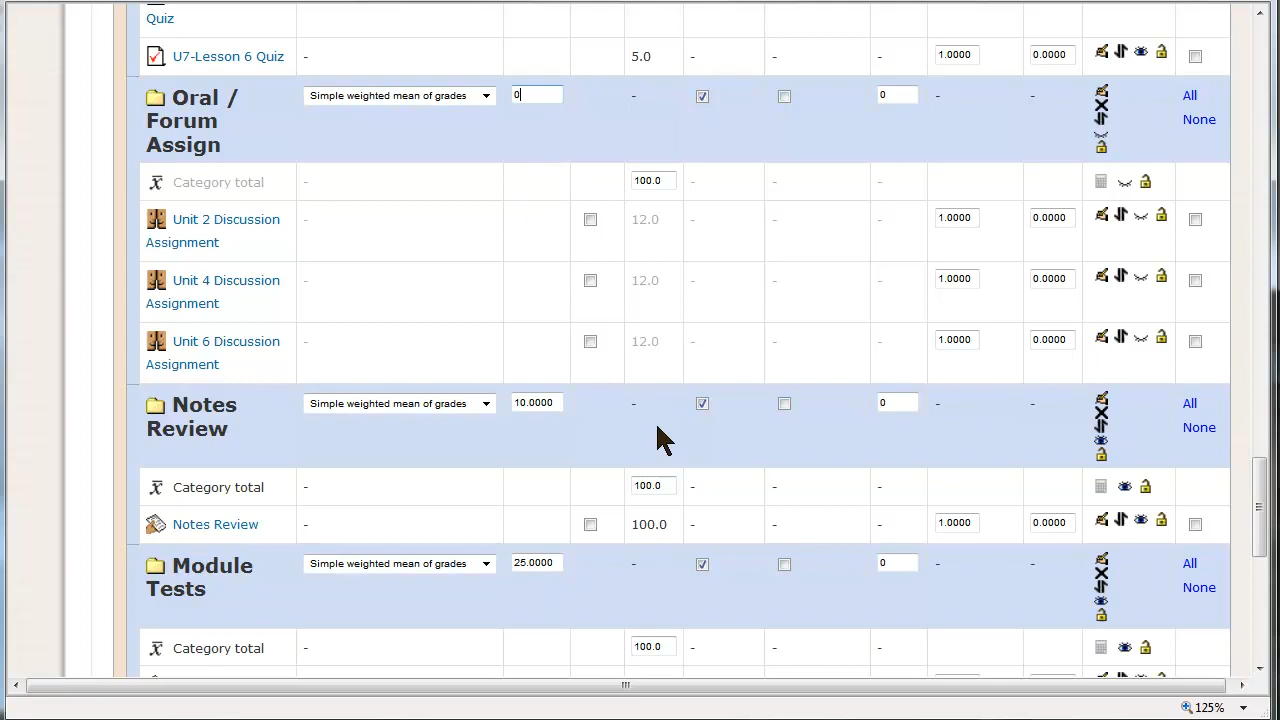 Quiz
U7-Lesson 6 Quiz - 5.0 - - - 1.0000 0.0000
Oral / Forum Assign Simple weighted mean of grades 0 - 0 - - All None
Category total - 100.0 - - -
Unit 2 Discussion Assignment - 12.0 - - - 1.0000 0.0000
Unit 4 Discussion Assignment - 12.0 - - - 1.0000 0.0000
Unit 6 Discussion Assignment - 12.0 - - - 1.0000 0.0000
Notes Review Simple weighted mean of grades 10.0000 - 0 - - All None
Category total - 100.0 - - -
Notes Review - 100.0 - - - 1.0000 0.0000
Module Tests Simple weighted mean of grades 25.0000 - 0 - - All None
Category total - 100.0 - - -
125%